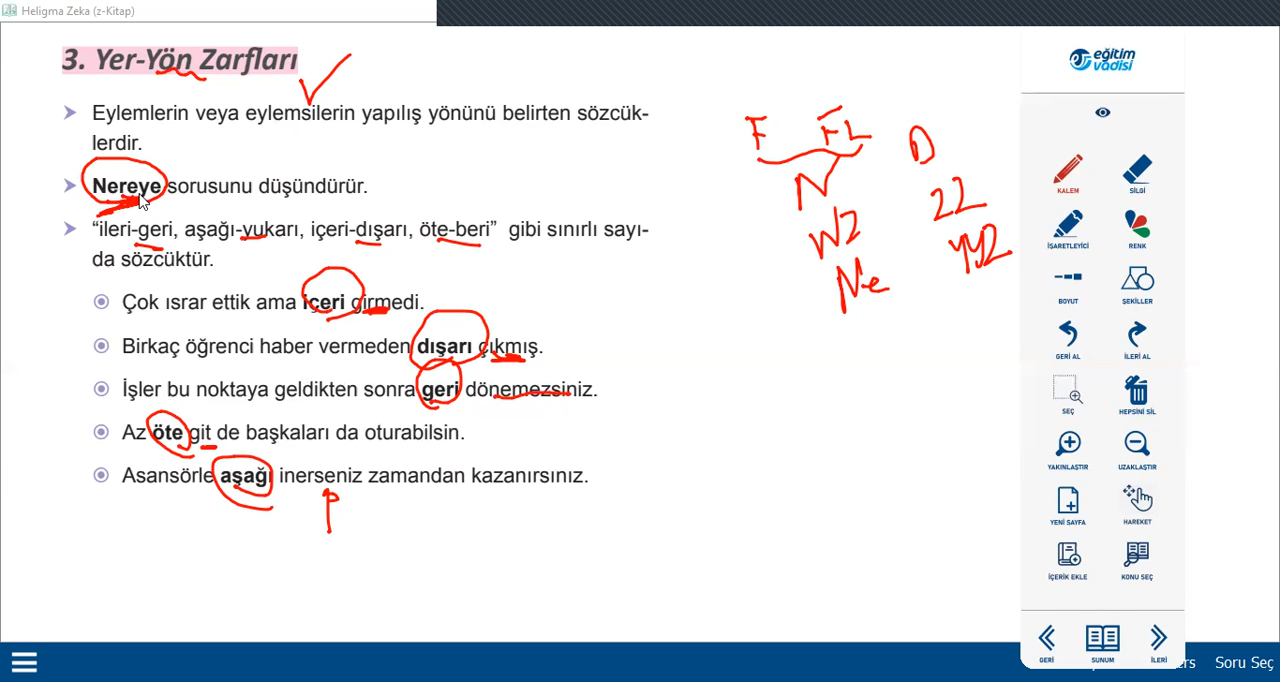 Heligma Zeka (z-Kitap)
3. Yer-Yön Zarfları
Eylemlerin veya eylemsilerin yapılış yönünü belirten sözcük-
lerdir.
Nereye sorusunu düşündürür.
“ileri-geri, aşağı-yukarı, içeri-dışarı, öte-beri” gibi sınırlı sayı-
da sözcüktür.
Çok ısrar ettik ama içeri girmedi.
Birkaç öğrenci haber vermeden dışarı çıkmış.
İşler bu noktaya geldikten sonra geri dönemezsiniz.
Az öte git de başkaları da oturabilsin.
Asansörle aşağı inerseniz zamandan kazanırsınız.
F
D
N
Ne
eğitim
vadisi
KALEM
SİLGİ
İŞARETLEYİCİ
RENK
BOYUT
ŞEKİLLER
GERİ AL
İLERİ AL
SEÇ
HEPSİNİ SİL
YAKINLAŞTIR
UZAKLAŞTIR
YENİ SAYFA
HAREKET
İÇERİK EKLE
KONU SEÇ
GERİ
SUNUM
İLERİ
ers
Soru Seç